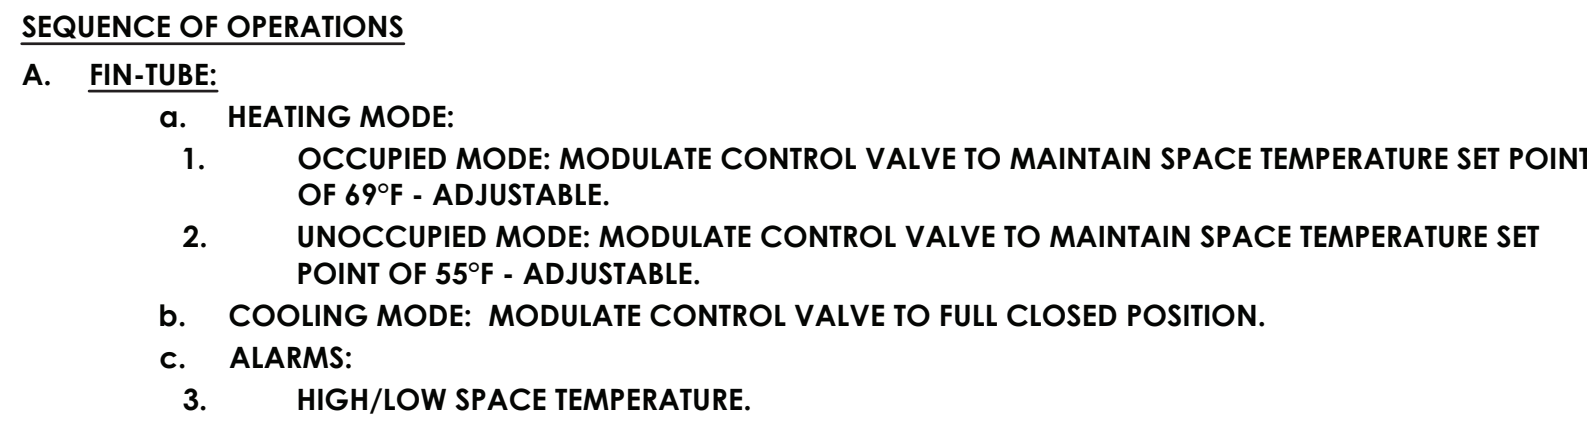 SEQUENCE OF OPERATIONS
A. FIN-TUBE:
a. HEATING MODE:
1. OCCUPIED MODE: MODULATE CONTROL VALVE TO MAINTAIN SPACE TEMPERATURE SET POINT
OF 69°F - ADJUSTABLE.
2. UNOCCUPIED MODE: MODULATE CONTROL VALVE TO MAINTAIN SPACE TEMPERATURE SET
POINT OF 55°F - ADJUSTABLE.
b. COOLING MODE: MODULATE CONTROL VALVE TO FULL CLOSED POSITION.
c. ALARMS:
3. HIGH/LOW SPACE TEMPERATURE.